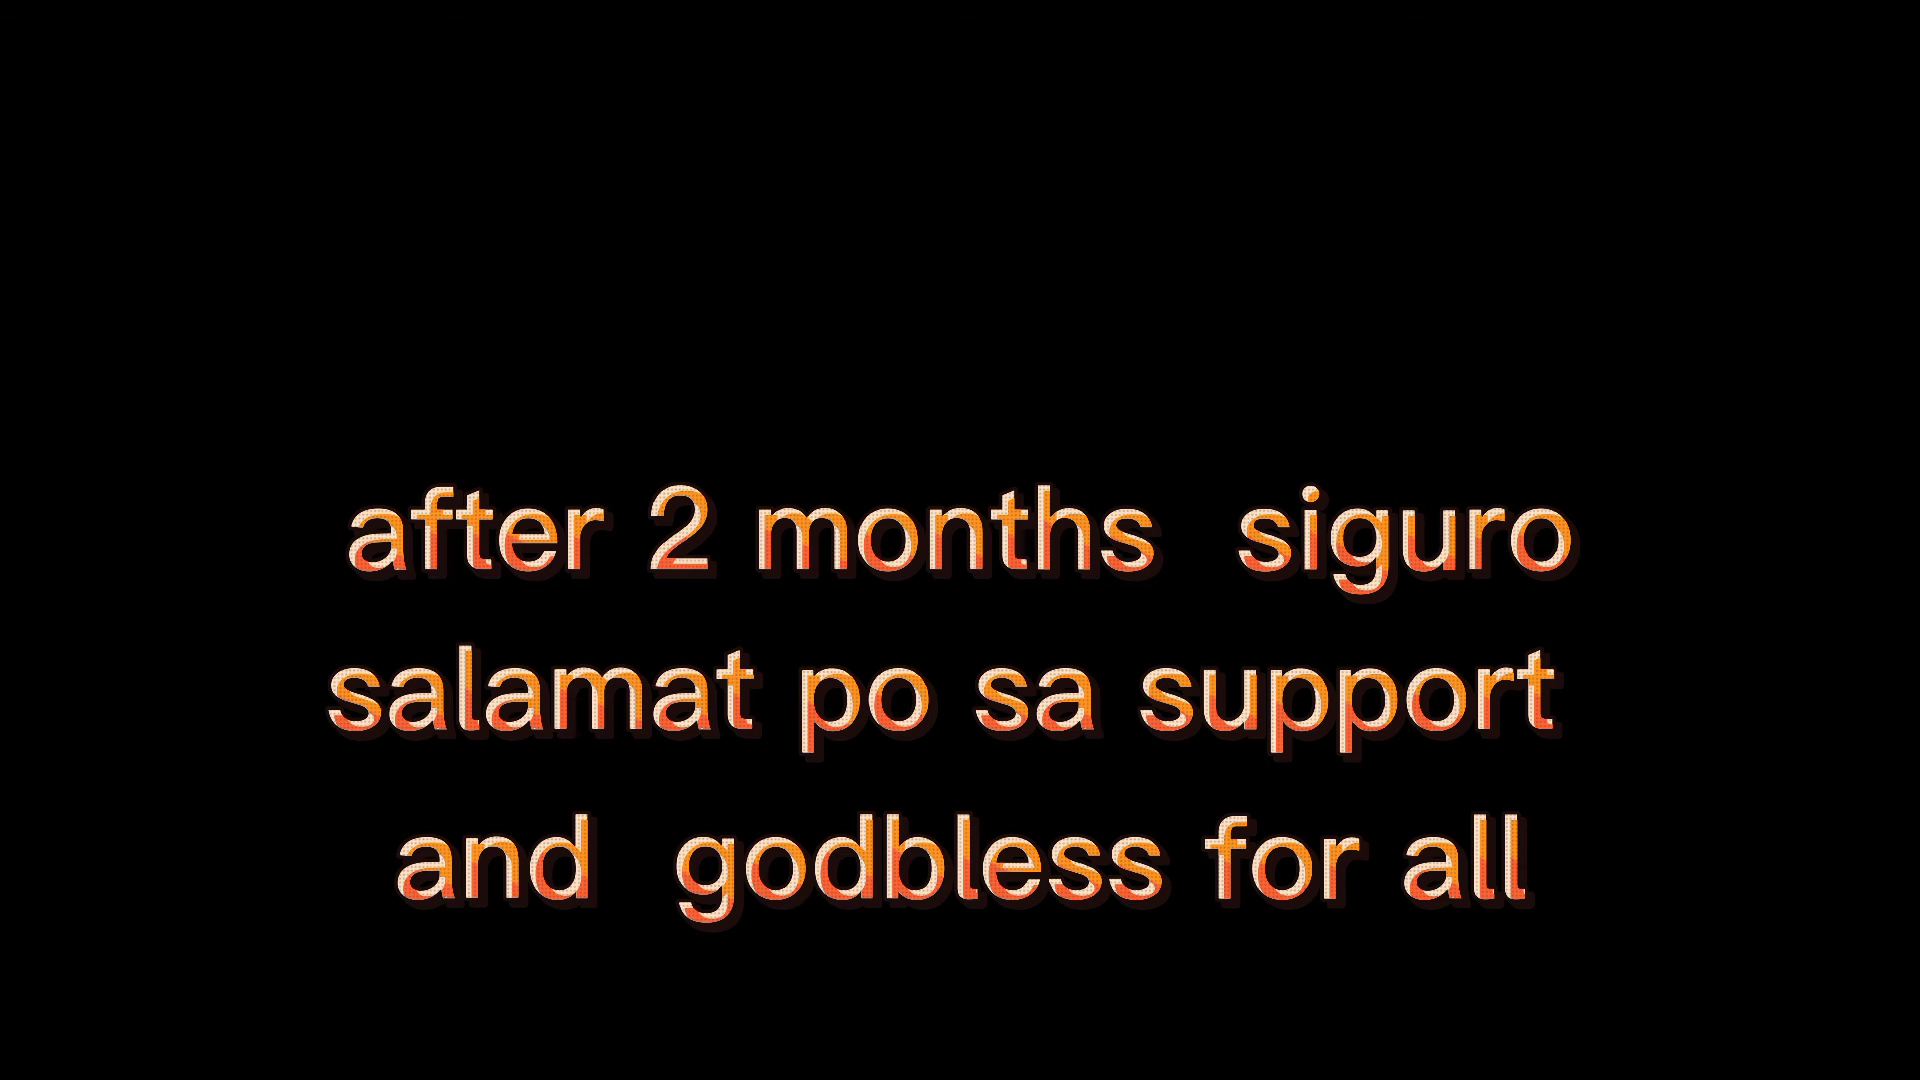 after 2 months  siguro
salamat po sa support
and  godbless for all